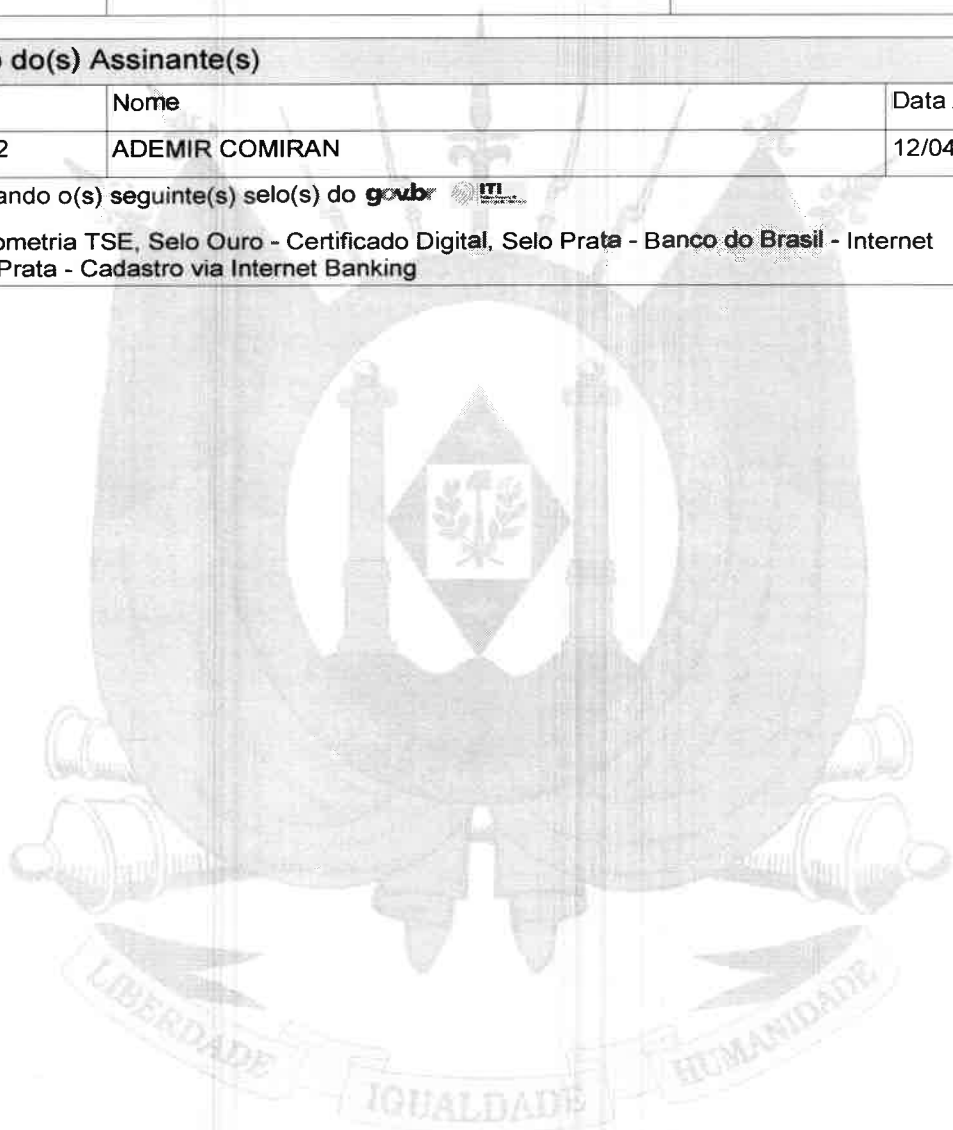 do(s) Assinante(s)
Nome Data
2 ADEMIR COMIRAN 12/04
ando o(s) seguinte(s) selo(s) do gov.br ITI
ometria TSE, Selo Ouro - Certificado Digital, Selo Prata - Banco do Brasil - Internet
Prata - Cadastro via Internet Banking
LIBERDADE
IGUALDADE
HUMANIDADE